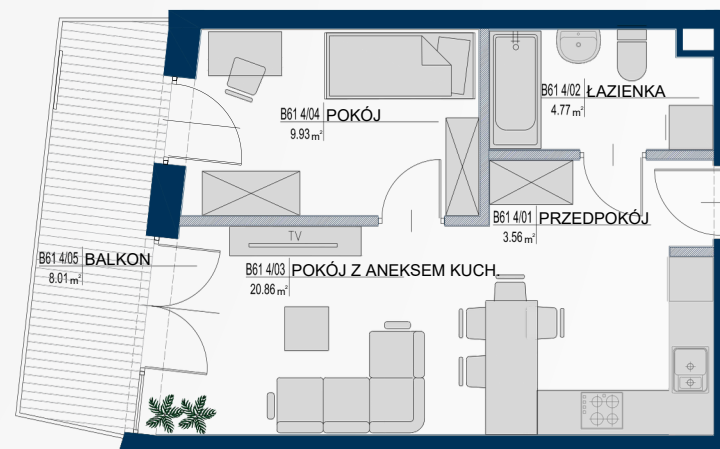 B61 4/02 ŁAZIENKA
4.77 m²
B61 4/04 POKÓJ
9.93 m²
B61 4/01 PRZEDPOKÓJ
3.56 m²
TV
B61 4/05 BALKON
8.01 m²
B61 4/03 POKÓJ Z ANEKSEM KUCH.
20.86 m²